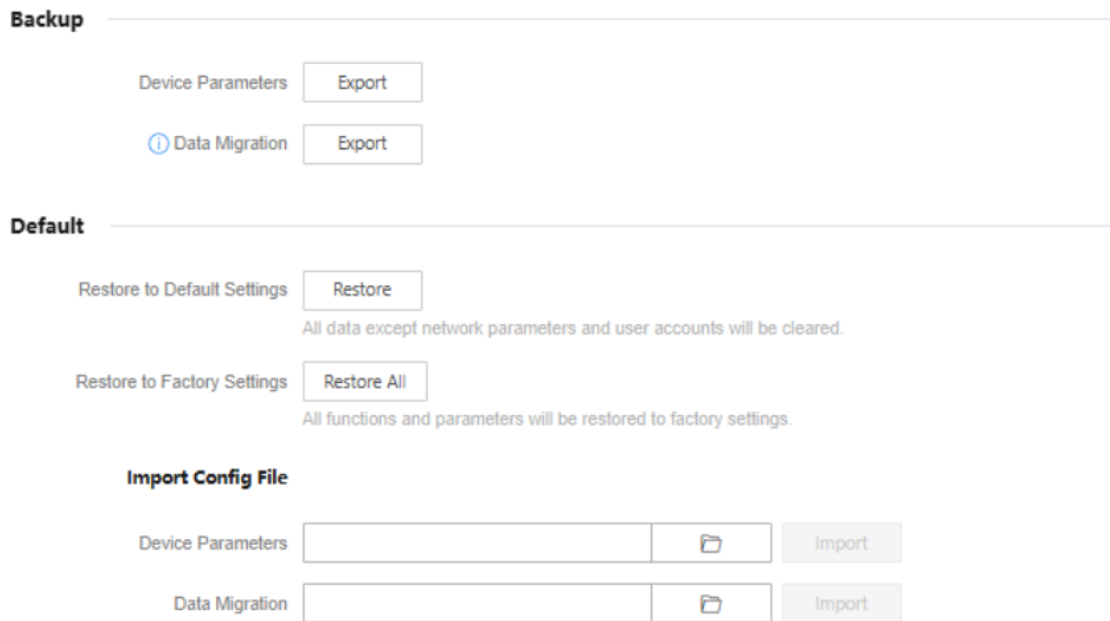 Backup
Device Parameters Export
Data Migration Export
Default
Restore to Default Settings Restore
All data except network parameters and user accounts will be cleared.
Restore to Factory Settings Restore All
All functions and parameters will be restored to factory settings.
Import Config File
Device Parameters Import
Data Migration Import